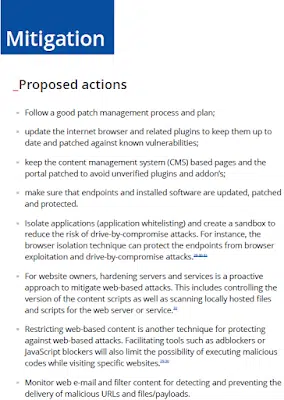 Mitigation
_Proposed actions
Follow a good patch management process and plan;
update the internet browser and related plugins to keep them up to
date and patched against known vulnerabilities;
keep the content management system (CMS) based pages and the
portal patched to avoid unverified plugins and addon's;
make sure that endpoints and installed software are updated, patched
and protected.
Isolate applications (application whitelisting) and create a sandbox to
reduce the risk of drive-by-compromise attacks. For instance, the
browser isolation technique can protect the endpoints from browser
exploitation and drive-by-compromise attacks.
For website owners, hardening servers and services is a proactive
approach to mitigate web-based attacks. This includes controlling the
version of the content scripts as well as scanning locally hosted files
and scripts for the web server or service.
Restricting web-based content is another technique for protecting
against web-based attacks. Facilitating tools such as adblockers or
JavaScript blockers will also limit the possibility of executing malicious
codes while visiting specific websites.
Monitor web e-mail and filter content for detecting and preventing the
delivery of malicious URLs and files/payloads.